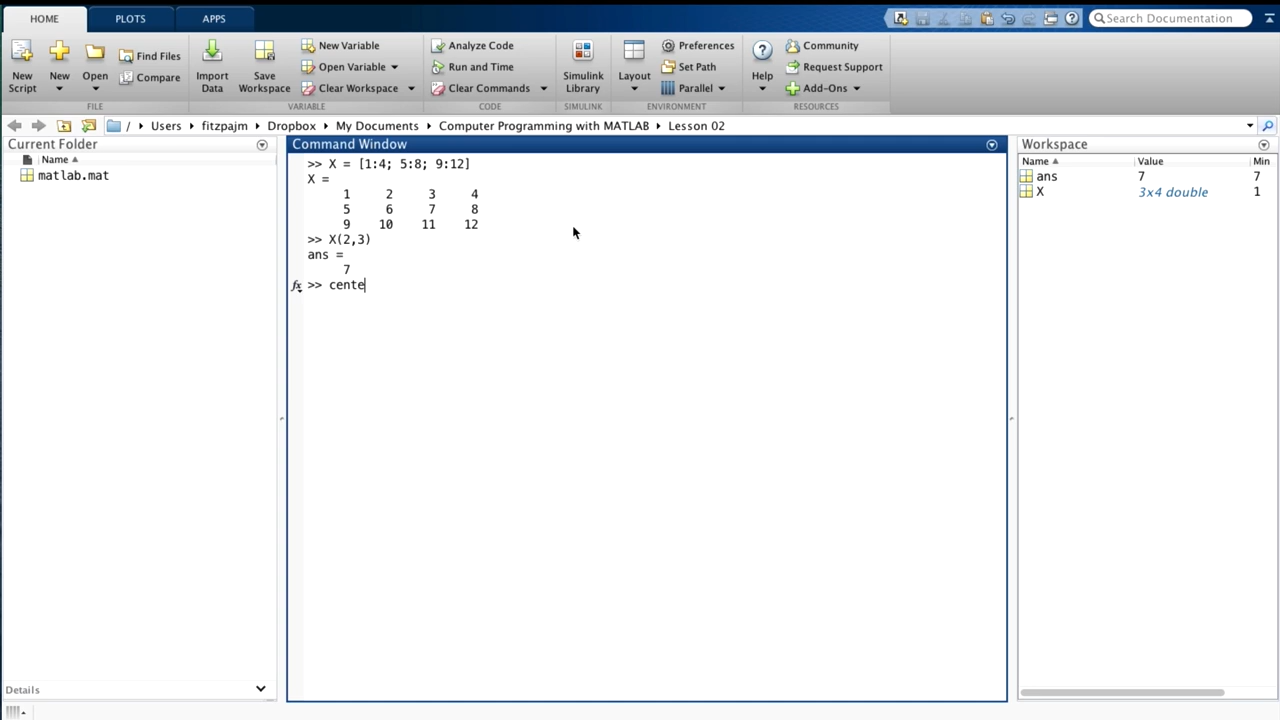 HOME PLOTS APPS Search Documentation
New Script New Open Find Files Compare Import Data Save Workspace New Variable Open Variable Clear Workspace Analyze Code Run and Time Clear Commands Simulink Library Layout Preferences Set Path Parallel Help Community Request Support Add-Ons
FILE VARIABLE CODE SIMULINK ENVIRONMENT RESOURCES
/ Users fitzpajm Dropbox My Documents Computer Programming with MATLAB Lesson 02
Current Folder
Name
matlab.mat
Details
Command Window
>> X = [1:4; 5:8; 9:12]
X =
1 2 3 4
5 6 7 8
9 10 11 12
>> X(2,3)
ans =
7
fx >> cente
Workspace
Name Value Min
ans 7 7
X 3x4 double 1